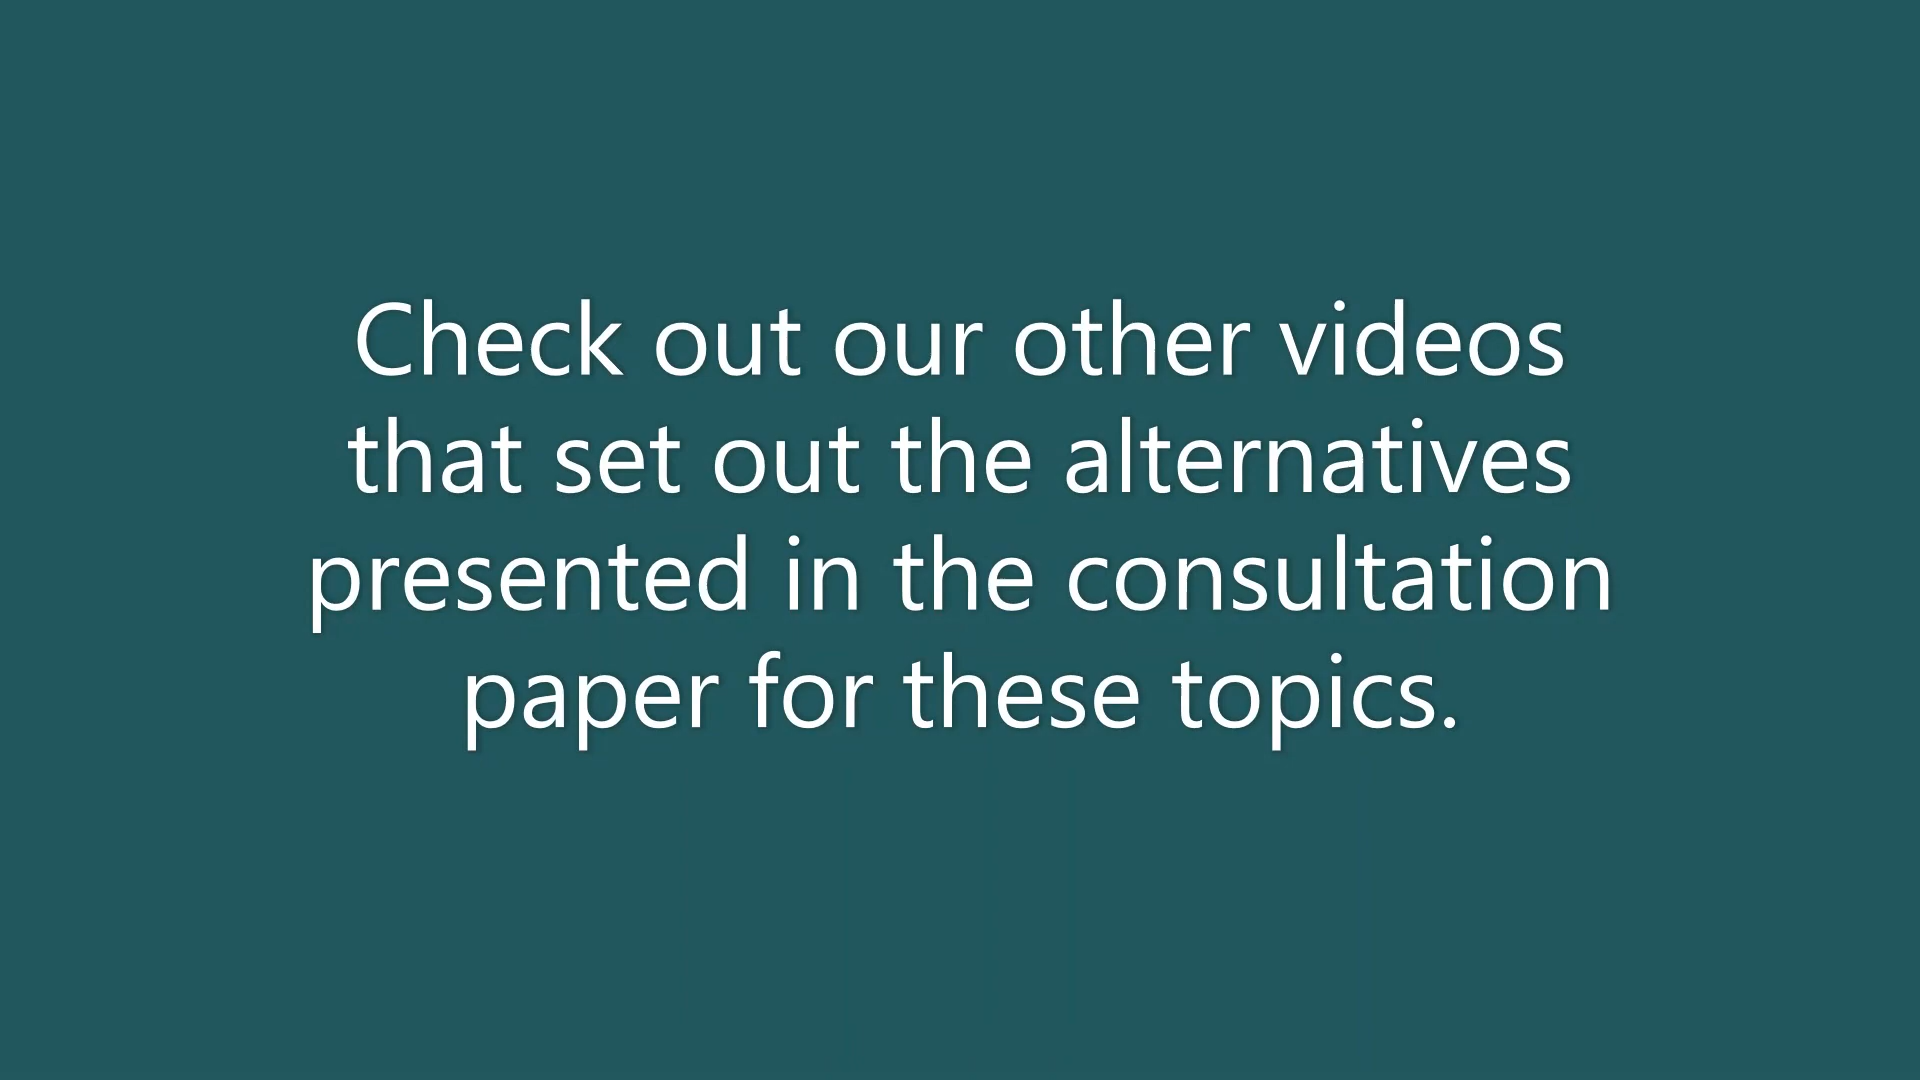 Check out our other videos
that set out the alternatives
presented in the consultation
paper for these topics.